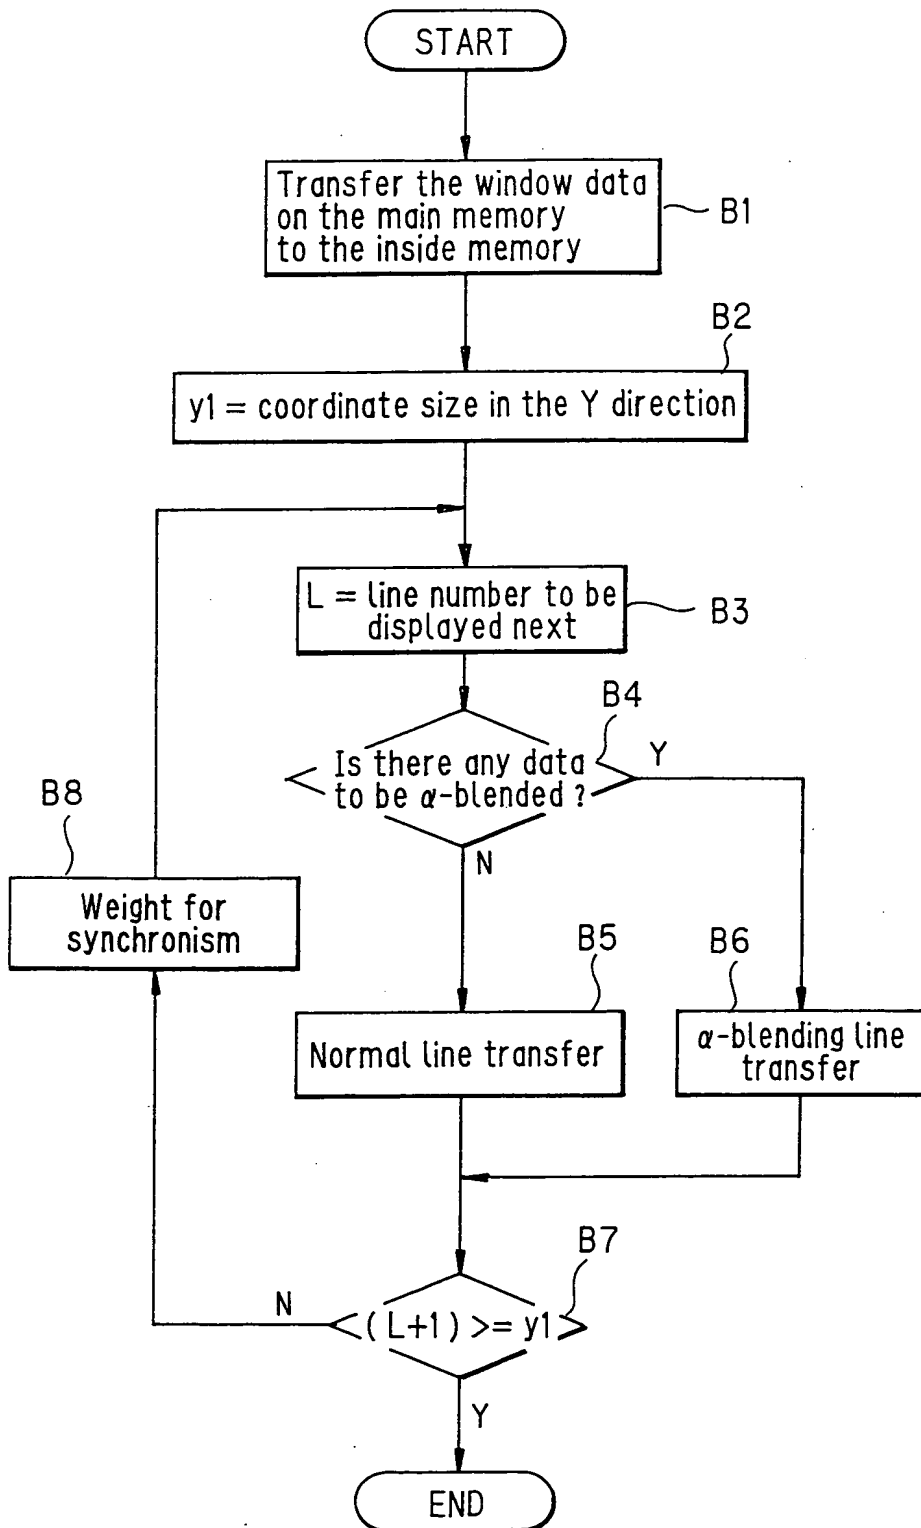 START
Transfer the window data
on the main memory
to the inside memory
B1
B2
y1 = coordinate size in the Y direction
L = line number to be
displayed next
B3
B4
Is there any data
to be α-blended ?
Y
N
B8
Weight for
synchronism
B5
Normal line transfer
B6
α-blending line
transfer
B7
(L+1) >= y1
N
Y
END